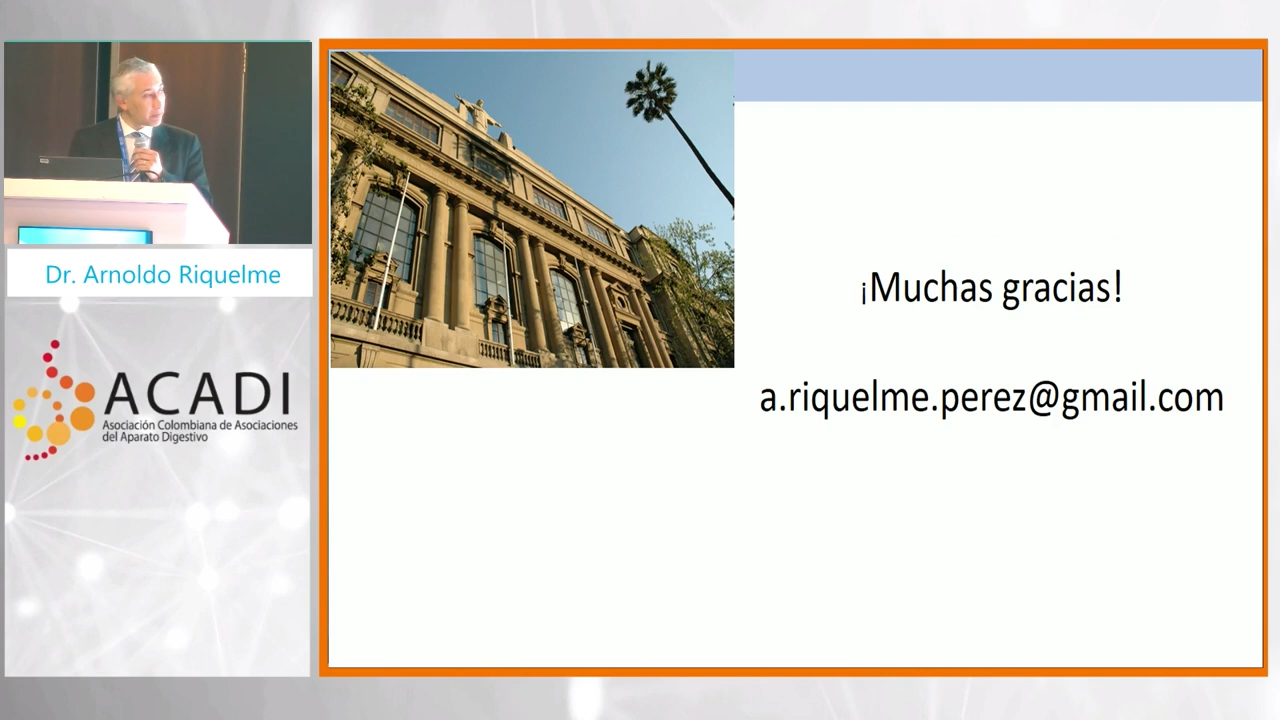 Dr. Arnoldo Riquelme
ACADI
Asociación Colombiana de Asociaciones
del Aparato Digestivo
¡Muchas gracias!
a.riquelme.perez@gmail.com